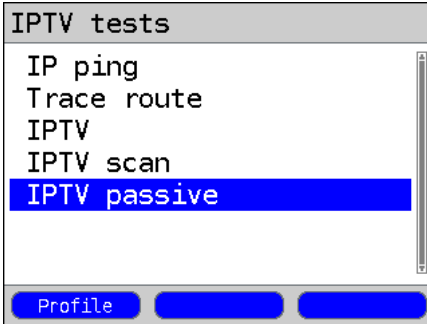 IPTV tests
IP ping
Trace route
IPTV
IPTV scan
IPTV passive
Profile